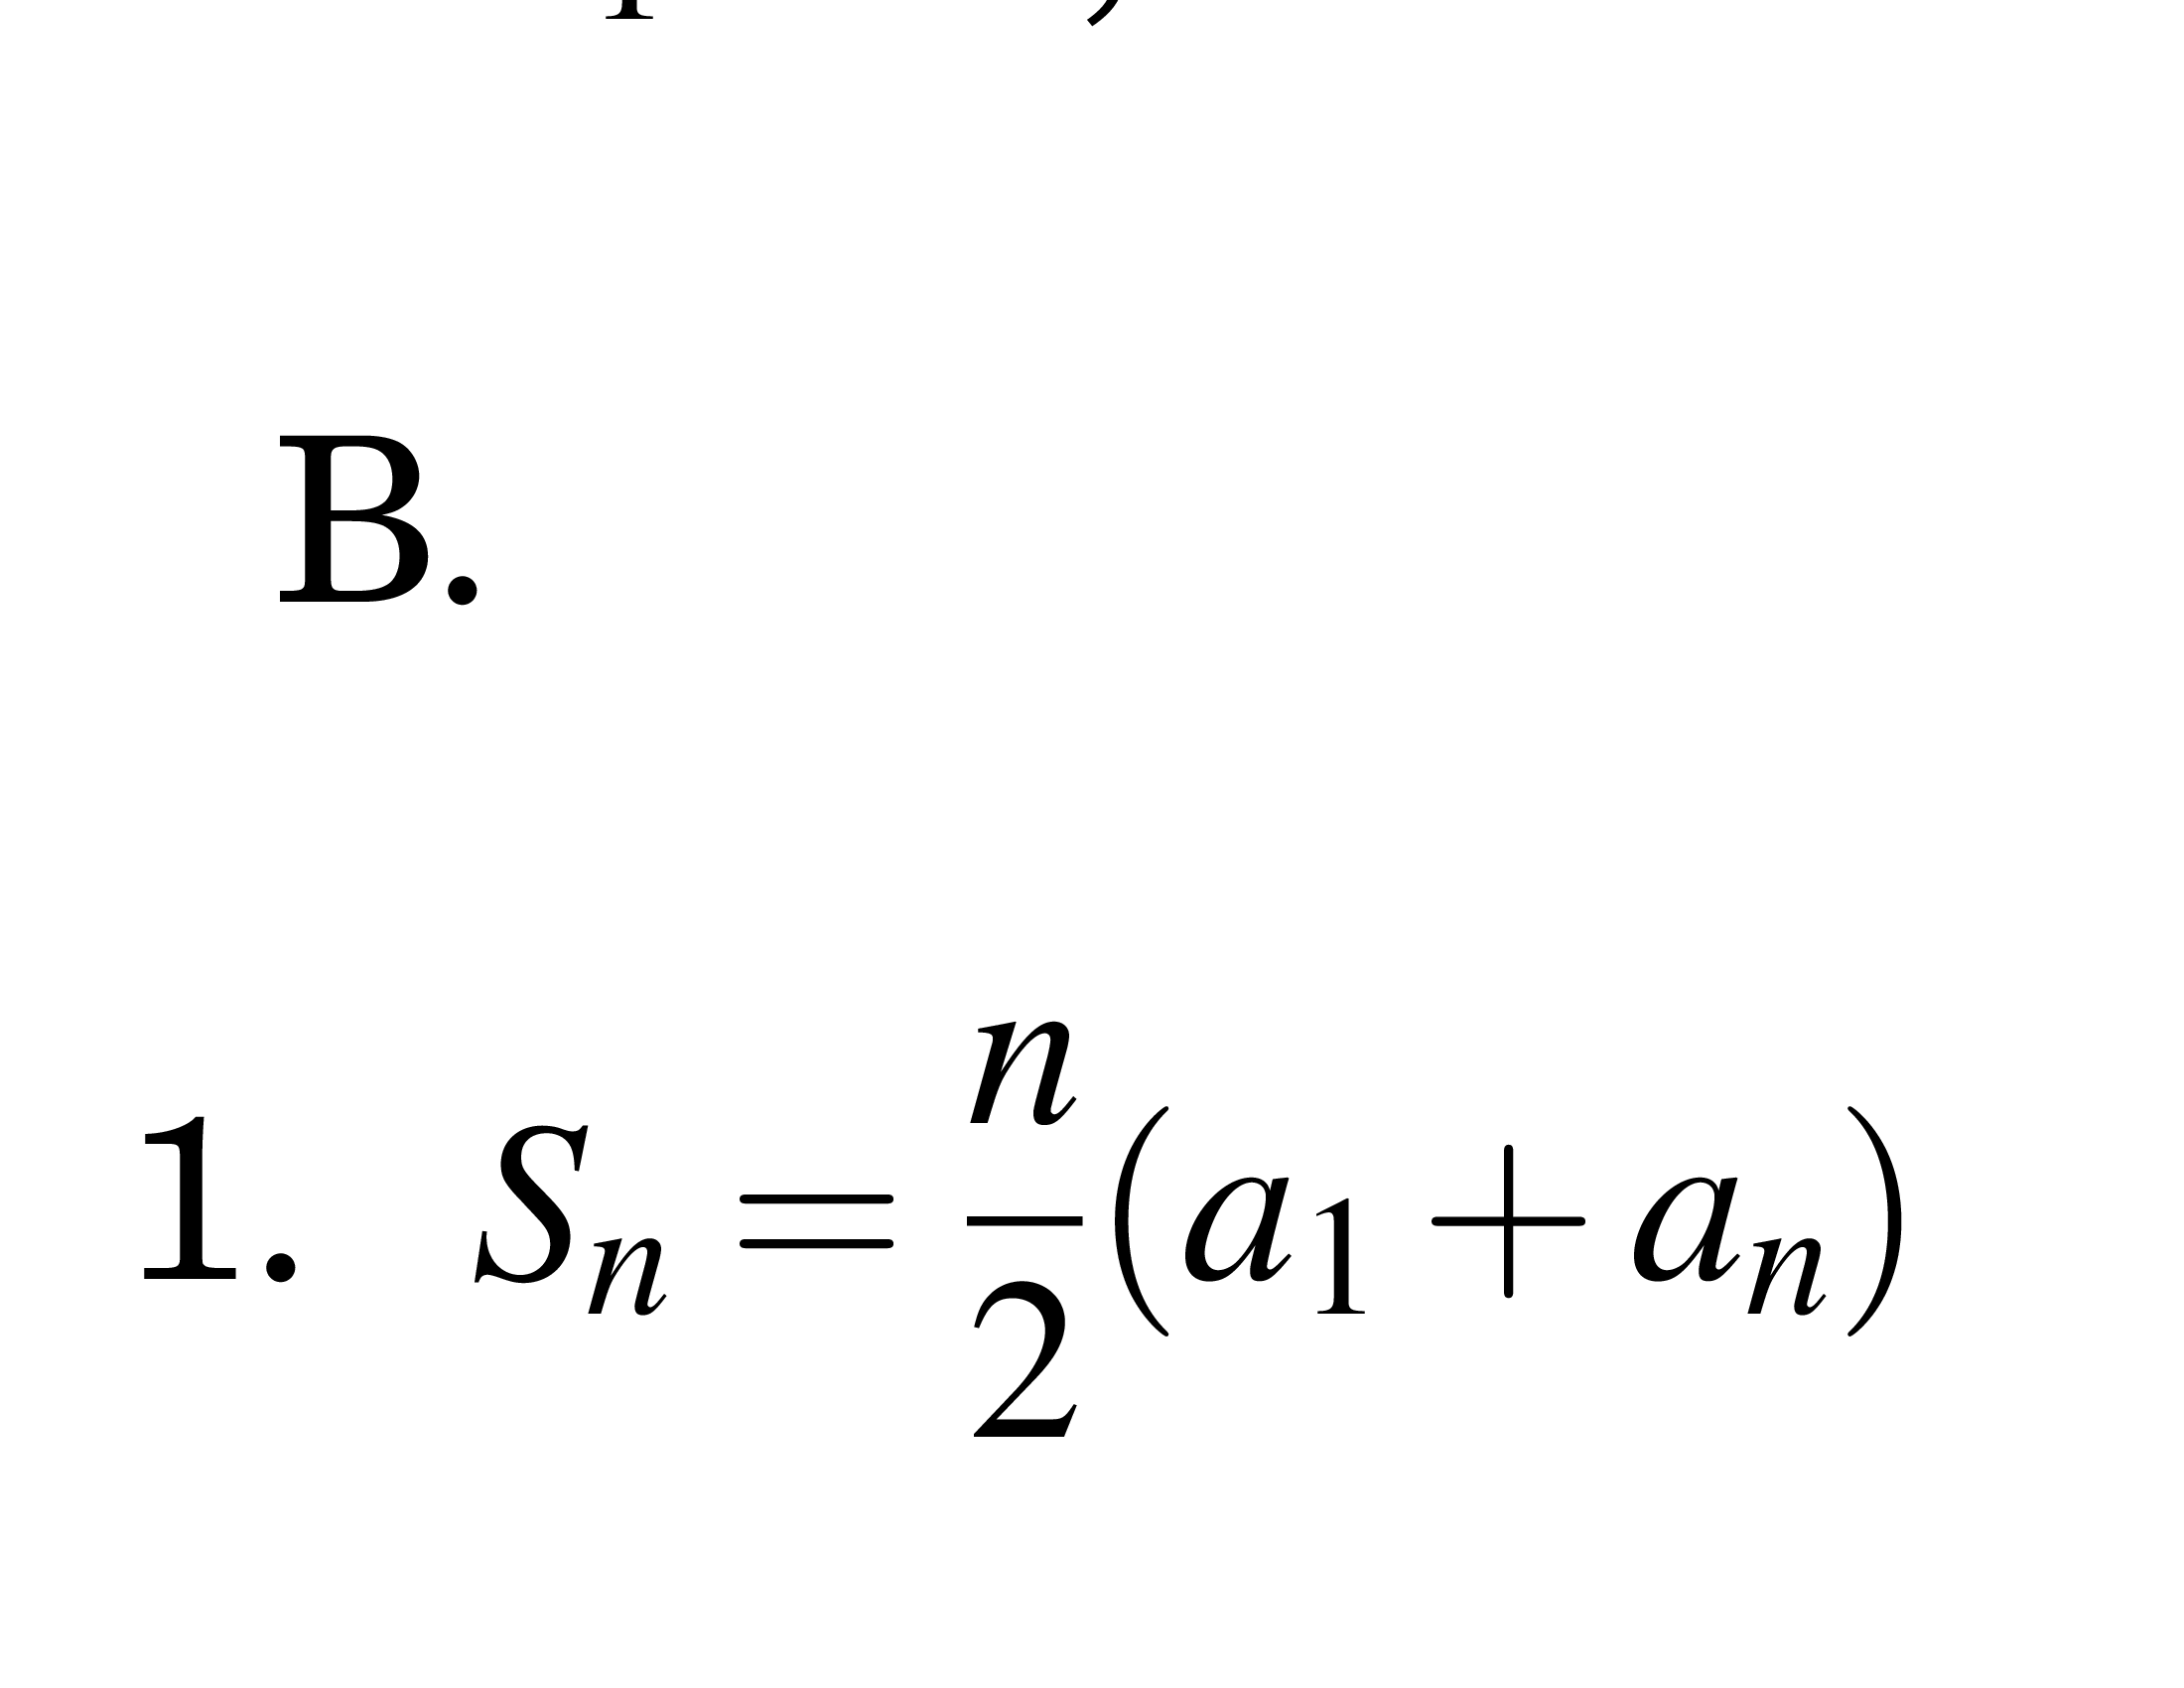 B.
1. Sₙ = n/2 (a₁ + aₙ)